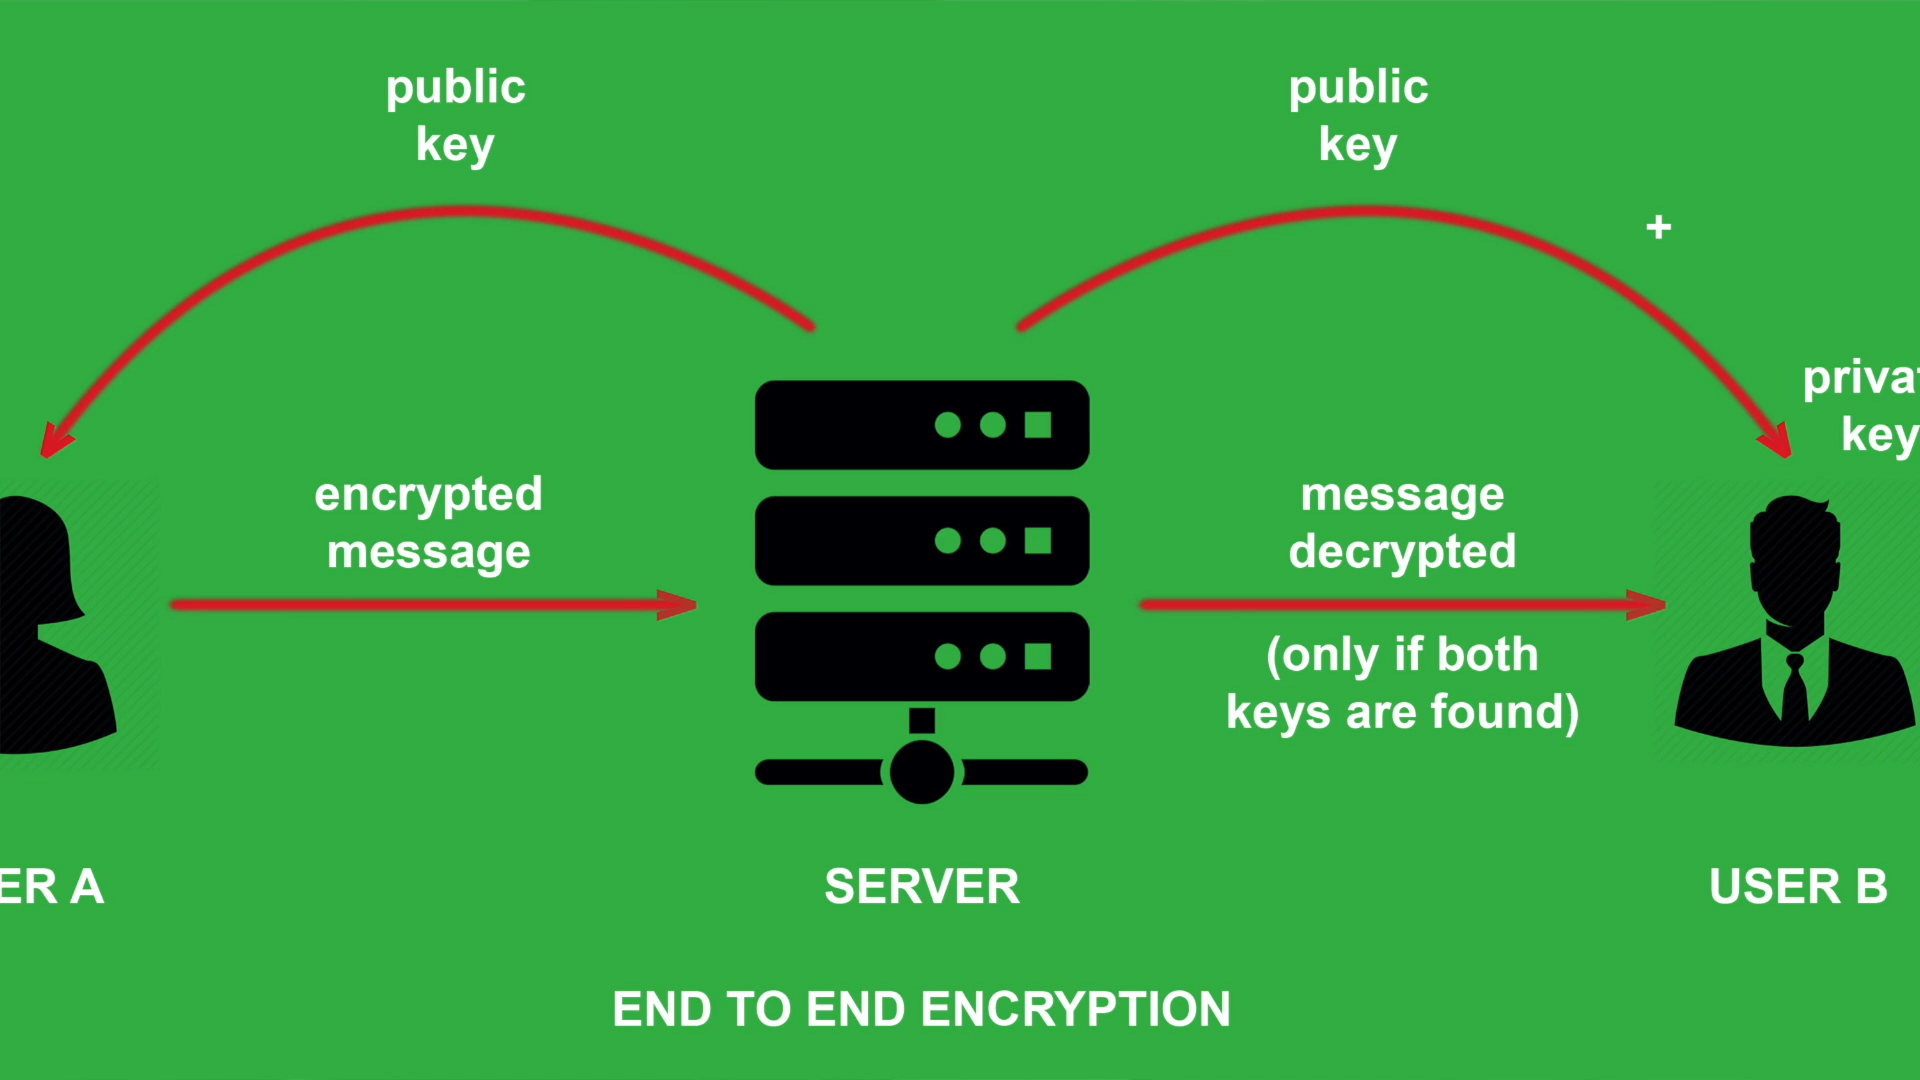 public
key
public
key
+
privat
key
encrypted
message
message
decrypted
(only if both
keys are found)
ER A
SERVER
USER B
END TO END ENCRYPTION